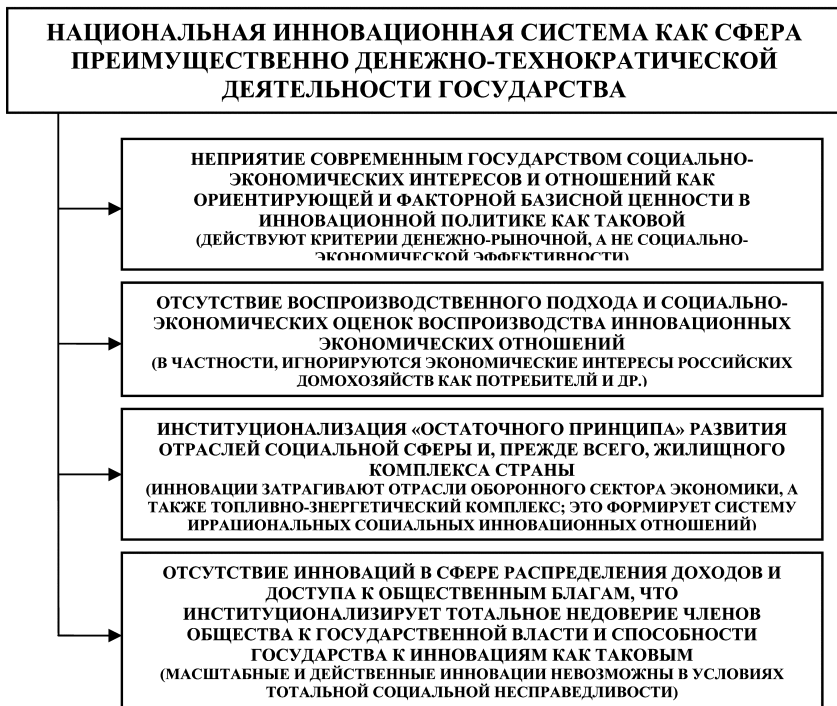 НАЦИОНАЛЬНАЯ ИННОВАЦИОННАЯ СИСТЕМА КАК СФЕРА
ПРЕИМУЩЕСТВЕННО ДЕНЕЖНО-ТЕХНОКРАТИЧЕСКОЙ
ДЕЯТЕЛЬНОСТИ ГОСУДАРСТВА
НЕПРИЯТИЕ СОВРЕМЕННЫМ ГОСУДАРСТВОМ СОЦИАЛЬНО-
ЭКОНОМИЧЕСКИХ ИНТЕРЕСОВ И ОТНОШЕНИЙ КАК
ОРИЕНТИРУЮЩЕЙ И ФАКТОРНОЙ БАЗИСНОЙ ЦЕННОСТИ В
ИННОВАЦИОННОЙ ПОЛИТИКЕ КАК ТАКОВОЙ
(ДЕЙСТВУЮТ КРИТЕРИИ ДЕНЕЖНО-РЫНОЧНОЙ, А НЕ СОЦИАЛЬНО-
ЭКОНОМИЧЕСКОЙ ЭФФЕКТИВНОСТИ)
ОТСУТСТВИЕ ВОСПРОИЗВОДСТВЕННОГО ПОДХОДА И СОЦИАЛЬНО-
ЭКОНОМИЧЕСКИХ ОЦЕНОК ВОСПРОИЗВОДСТВА ИННОВАЦИОННЫХ
ЭКОНОМИЧЕСКИХ ОТНОШЕНИЙ
(В ЧАСТНОСТИ, ИГНОРИРУЮТСЯ ЭКОНОМИЧЕСКИЕ ИНТЕРЕСЫ РОССИЙСКИХ
ДОМОХОЗЯЙСТВ КАК ПОТРЕБИТЕЛЙ И ДР.)
ИНСТИТУЦИОНАЛИЗАЦИЯ «ОСТАТОЧНОГО ПРИНЦИПА» РАЗВИТИЯ
ОТРАСЛЕЙ СОЦИАЛЬНОЙ СФЕРЫ И, ПРЕЖДЕ ВСЕГО, ЖИЛИЩНОГО
КОМПЛЕКСА СТРАНЫ
(ИННОВАЦИИ ЗАТРАГИВАЮТ ОТРАСЛИ ОБОРОННОГО СЕКТОРА ЭКОНОМИКИ, А
ТАКЖЕ ТОПЛИВНО-ЗНЕРГЕТИЧЕСКИЙ КОМПЛЕКС; ЭТО ФОРМИРУЕТ СИСТЕМУ
ИРРАЦИОНАЛЬНЫХ СОЦИАЛЬНЫХ ИННОВАЦИОННЫХ ОТНОШЕНИЙ)
ОТСУТСТВИЕ ИННОВАЦИЙ В СФЕРЕ РАСПРЕДЕЛЕНИЯ ДОХОДОВ И
ДОСТУПА К ОБЩЕСТВЕННЫМ БЛАГАМ, ЧТО
ИНСТИТУЦИОНАЛИЗИРУЕТ ТОТАЛЬНОЕ НЕДОВЕРИЕ ЧЛЕНОВ
ОБЩЕСТВА К ГОСУДАРСТВЕННОЙ ВЛАСТИ И СПОСОБНОСТИ
ГОСУДАРСТВА К ИННОВАЦИЯМ КАК ТАКОВЫМ
(МАСШТАБНЫЕ И ДЕЙСТВЕННЫЕ ИННОВАЦИИ НЕВОЗМОЖНЫ В УСЛОВИЯХ
ТОТАЛЬНОЙ СОЦИАЛЬНОЙ НЕСПРАВЕДЛИВОСТИ)